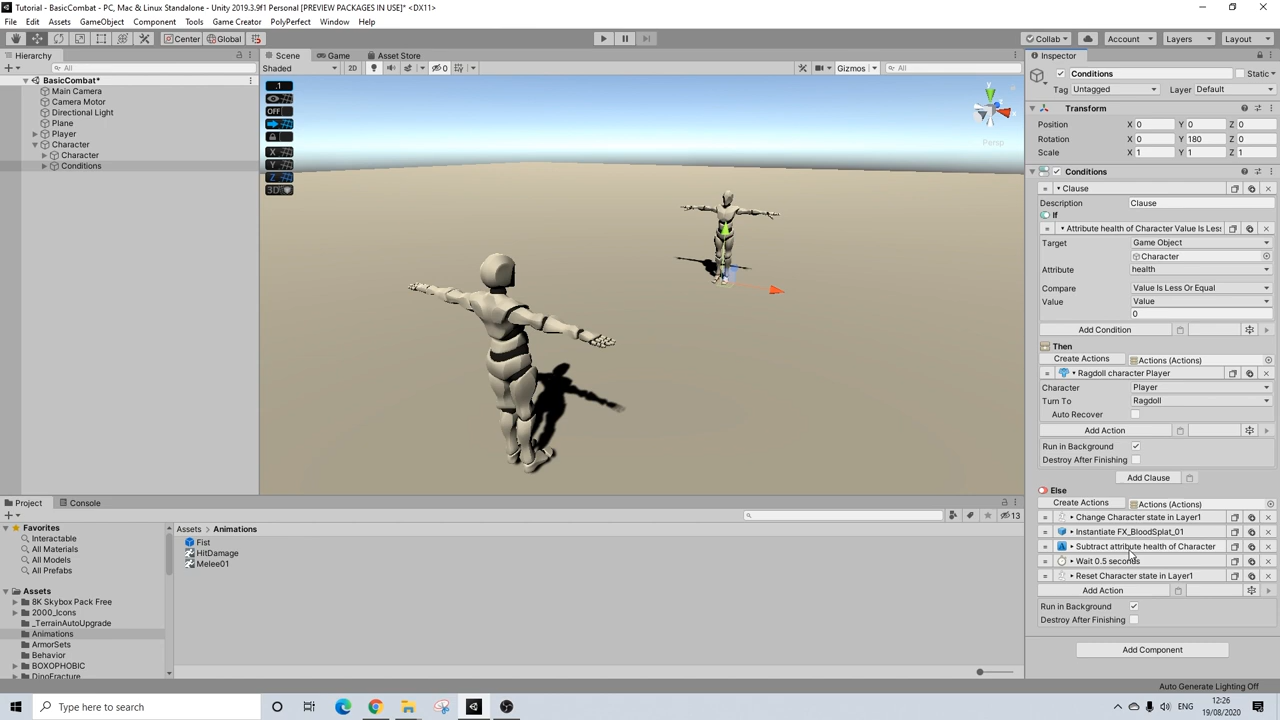 Tutorial - BasicCombat - PC, Mac & Linux Standalone - Unity 2019.3.9f1 Personal [PREVIEW PACKAGES IN USE]* <DX11>
File Edit Assets GameObject Component Tools Game Creator PolyPerfect Window Help
Center Global Collab Account Layers Layout
Hierarchy
All
BasicCombat*
Main Camera
Camera Motor
Directional Light
Plane
Player
Character
Character
Conditions
Scene Game Asset Store
Shaded 2D 0 Gizmos All
.1
OFF
X
Y
Z
3D
y
Persp
Inspector
Conditions Static
Tag Untagged Layer Default
Transform
Position X 0 Y 0 Z 0
Rotation X 0 Y 180 Z 0
Scale X 1 Y 1 Z 1
Conditions
Clause
Description Clause
If
Attribute health of Character Value Is Less
Target Game Object
Character
Attribute health
Compare Value Is Less Or Equal
Value Value
0
Add Condition
Then
Create Actions Actions (Actions)
Ragdoll character Player
Character Player
Turn To Ragdoll
Auto Recover
Add Action
Run in Background
Destroy After Finishing
Add Clause
Else
Create Actions Actions (Actions)
Change Character state in Layer1
Instantiate FX_BloodSplat_01
Subtract attribute health of Character
Wait 0.5 seconds
Reset Character state in Layer1
Add Action
Run in Background
Destroy After Finishing
Add Component
Project Console
13
Favorites
Interactable
All Materials
All Models
All Prefabs
Assets
8K Skybox Pack Free
2000_Icons
_TerrainAutoUpgrade
Animations
ArmorSets
Behavior
BOXOPHOBIC
DinoFracture
Assets > Animations
Fist
HitDamage
Melee01
Auto Generate Lighting Off
Type here to search
ENG
12:26
19/08/2020